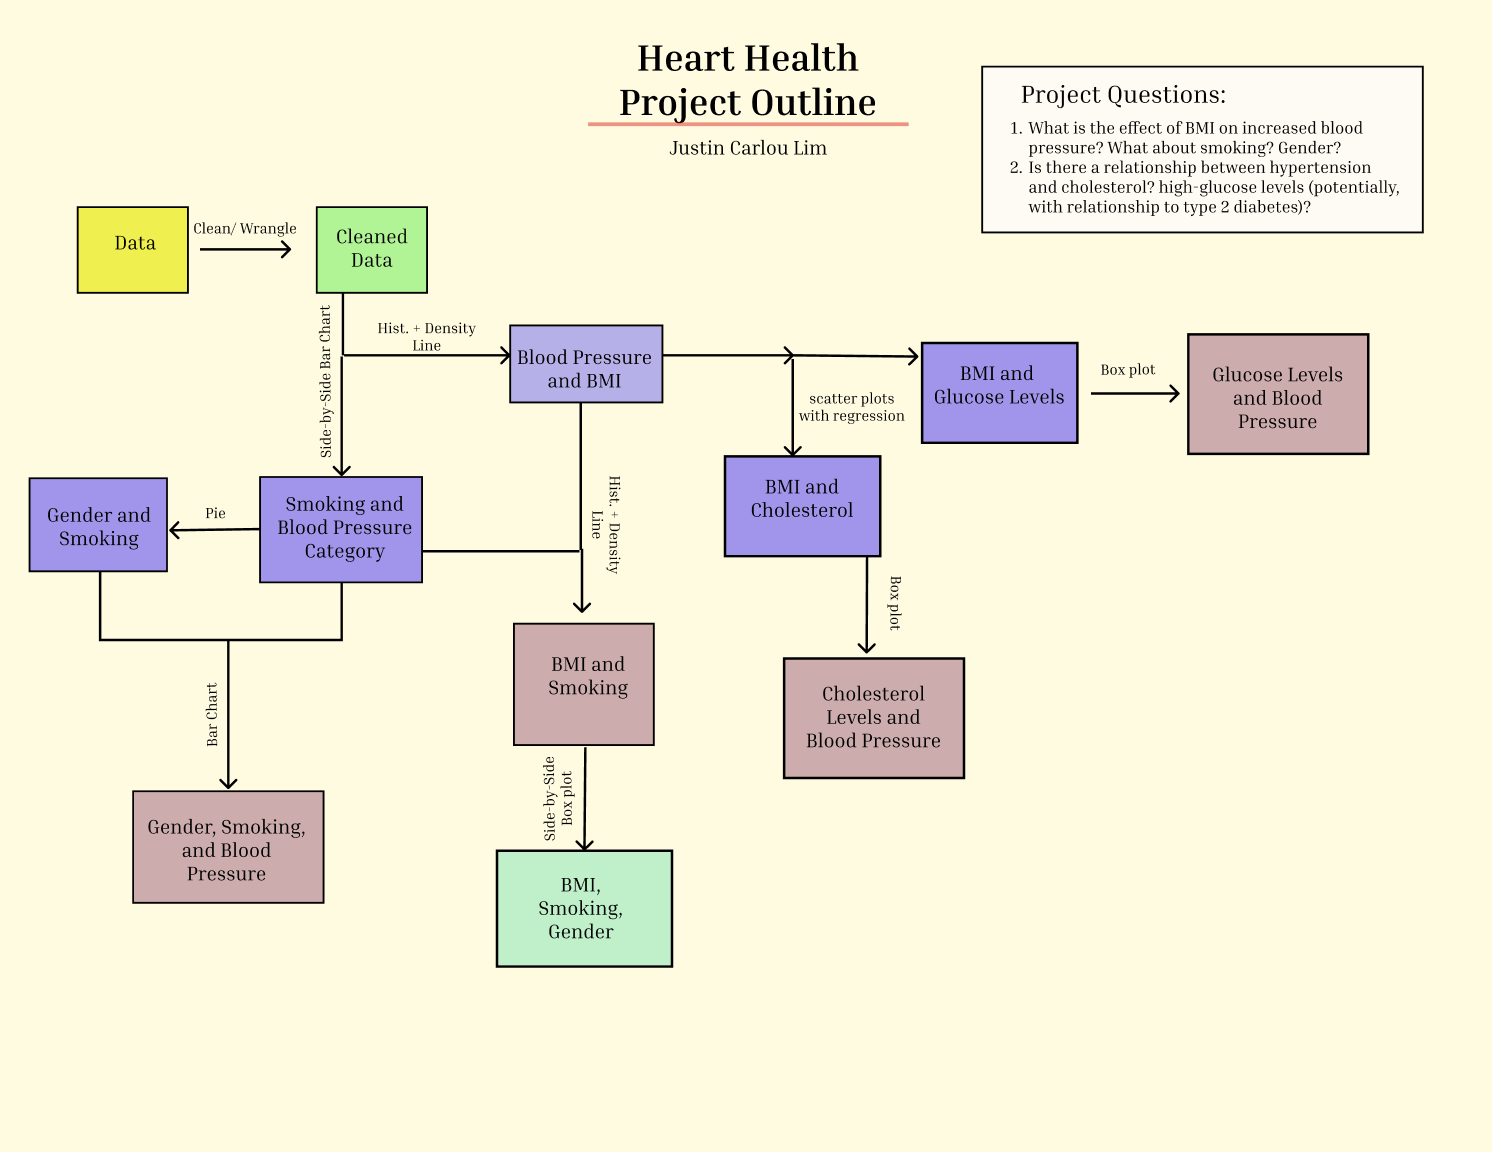 Heart Health
Project Outline
Justin Carlou Lim
Project Questions:
1. What is the effect of BMI on increased blood
pressure? What about smoking? Gender?
2. Is there a relationship between hypertension
and cholesterol? high-glucose levels (potentially,
with relationship to type 2 diabetes)?
Data
Clean/ Wrangle
Cleaned
Data
Side-by-Side Bar Chart
Hist. + Density
Line
Blood Pressure
and BMI
scatter plots
with regression
BMI and
Glucose Levels
Box plot
Glucose Levels
and Blood
Pressure
Gender and
Smoking
Pie
Smoking and
Blood Pressure
Category
Hist. + Density
Line
BMI and
Cholesterol
Box plot
BMI and
Smoking
Cholesterol
Levels and
Blood Pressure
Bar Chart
Side-by-Side
Box plot
Gender, Smoking,
and Blood
Pressure
BMI,
Smoking,
Gender